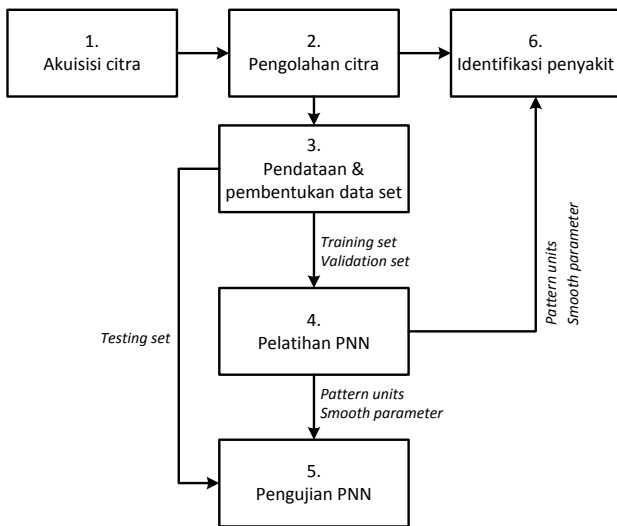 1.
Akuisisi citra
2.
Pengolahan citra
6.
Identifikasi penyakit
3.
Pendataan &
pembentukan data set
Training set
Validation set
Testing set
4.
Pelatihan PNN
Pattern units
Smooth parameter
Pattern units
Smooth parameter
5.
Pengujian PNN